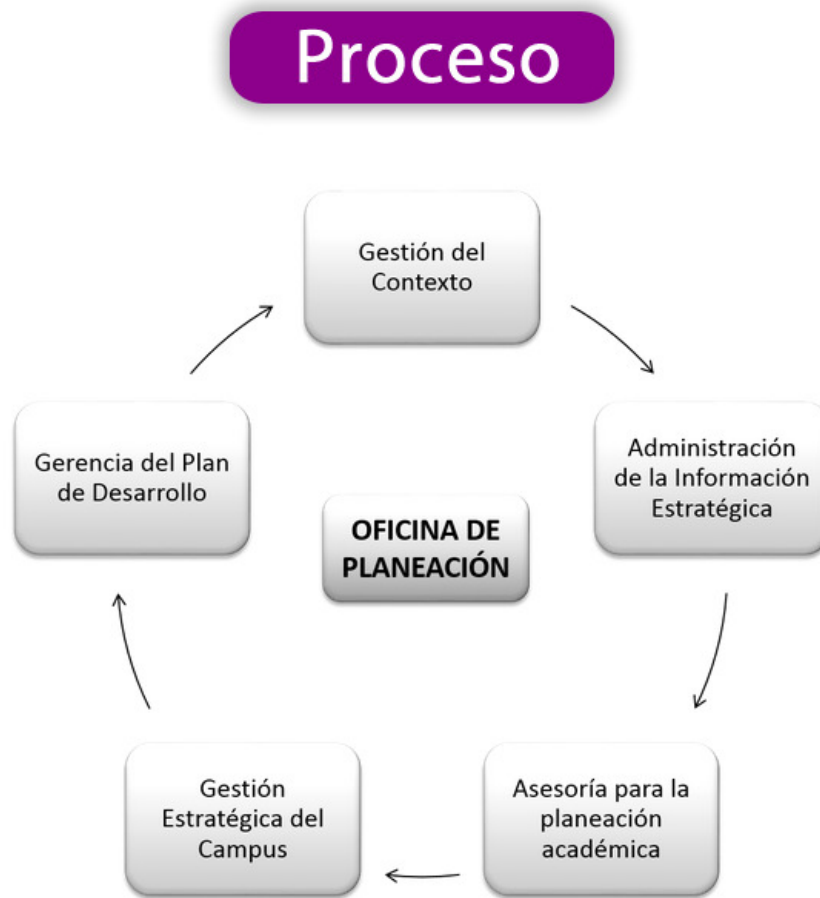 Proceso
Gestión del
Contexto
Administración
de la Información
Estratégica
Asesoría para la
planeación
académica
Gestión
Estratégica del
Campus
Gerencia del Plan
de Desarrollo
OFICINA DE
PLANEACIÓN